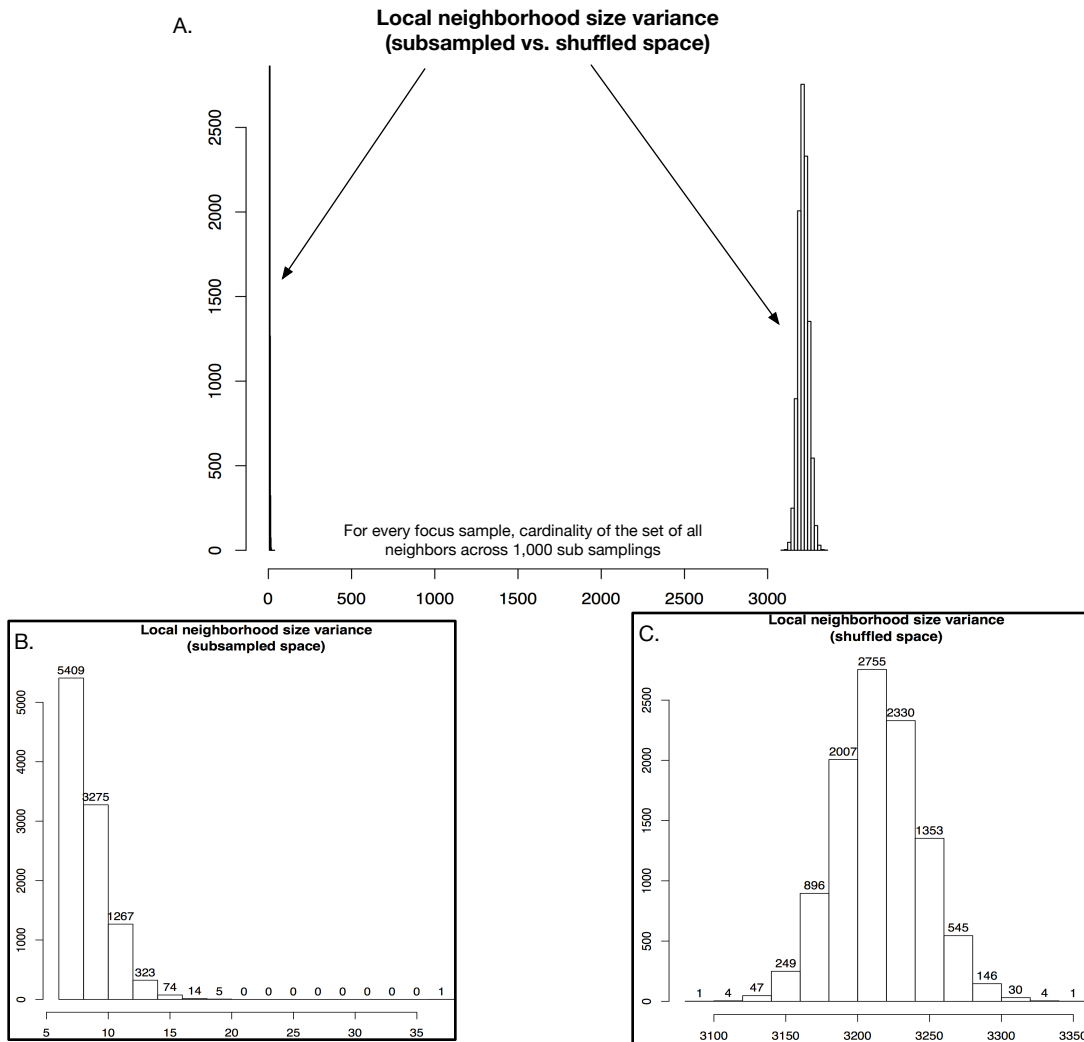 A.
Local neighborhood size variance
(subsampled vs. shuffled space)
2500
2000
1500
1000
500
0
For every focus sample, cardinality of the set of all
neighbors across 1,000 sub samplings
0 500 1000 1500 2000 2500 3000
B.
Local neighborhood size variance
(subsampled space)
5409
5000
4000
3275
3000
2000
1267
1000
323
74 14 5 0 0 0 0 0 0 0 0 1
0
5 10 15 20 25 30 35
C.
Local neighborhood size variance
(shuffled space)
2755
2500
2330
2007
2000
1500
1353
1000
896
545
500
249
146
47
30
1 4 4 1
0
3100 3150 3200 3250 3300 3350